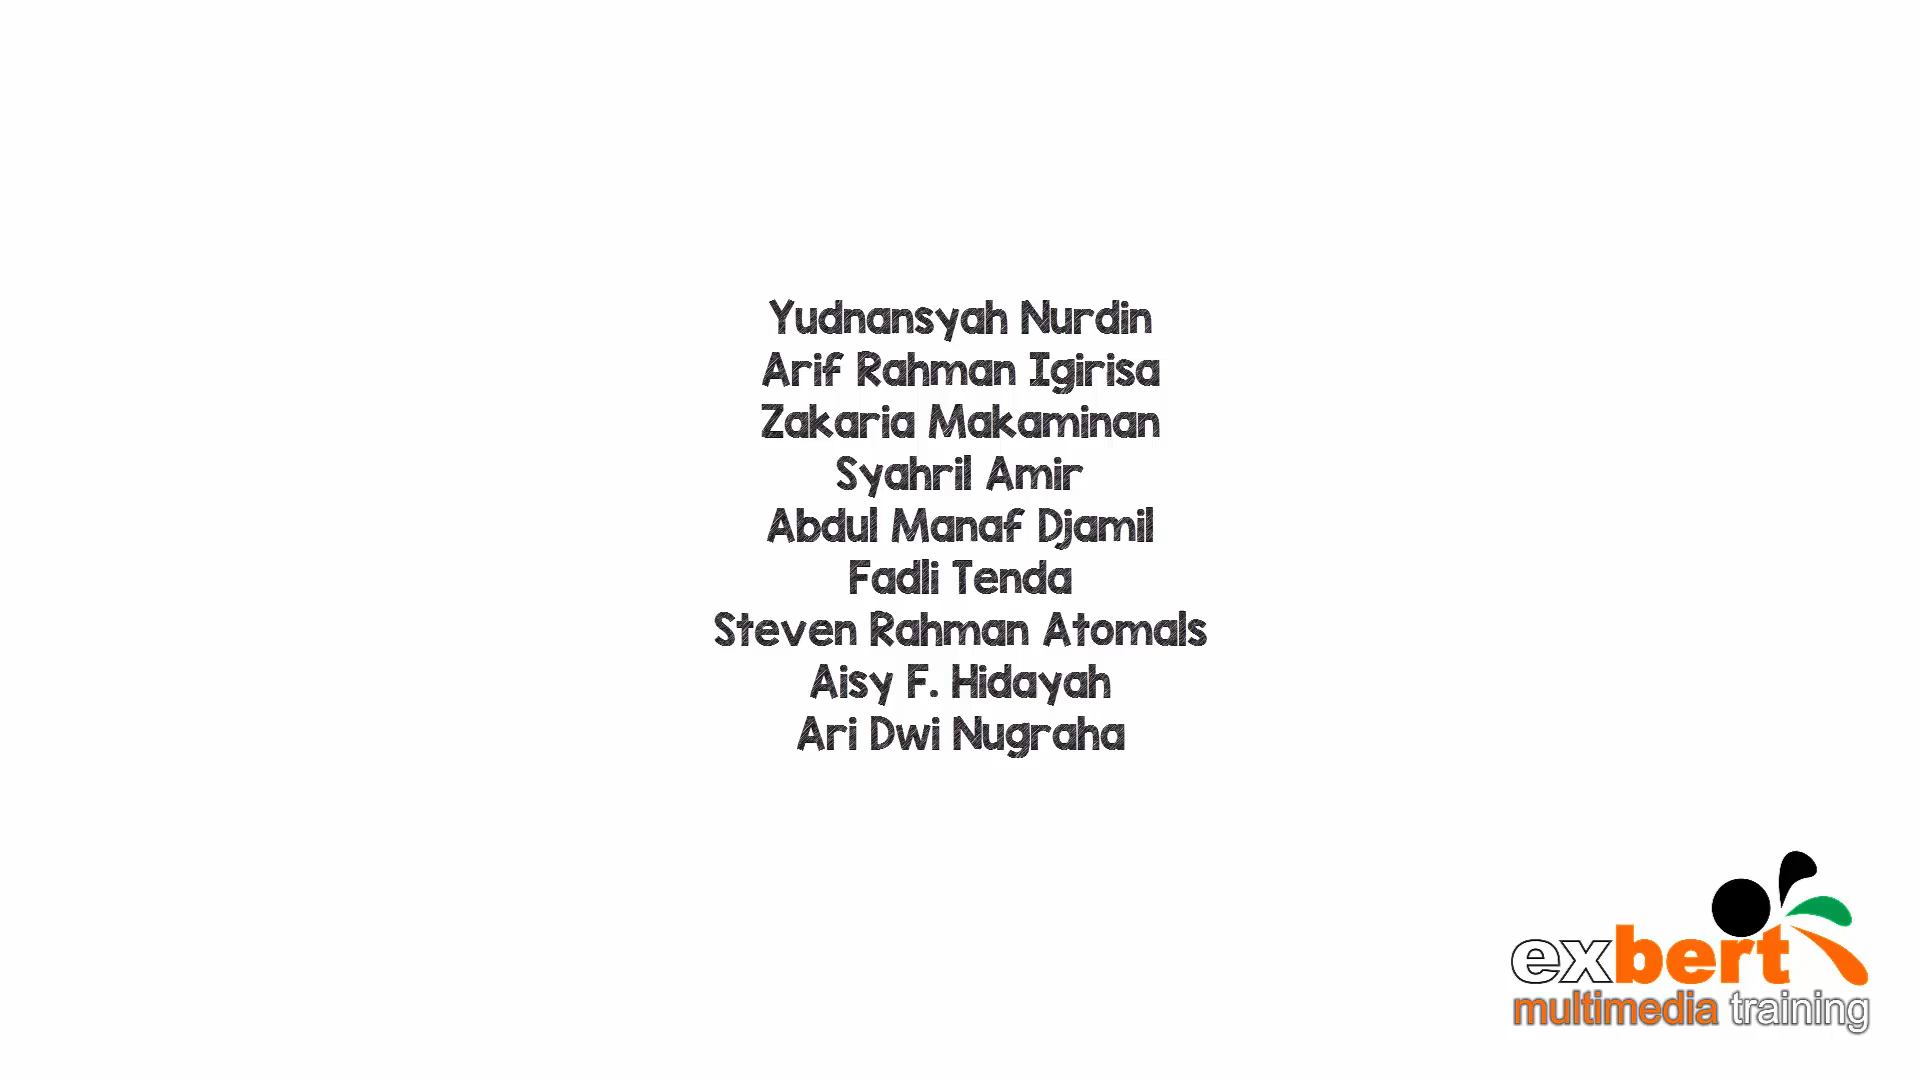 Yudnansyah Nurdin
Arif Rahman Igirisa
Zakaria Makaminan
Syahril Amir
Abdul Manaf Djamil
Fadli Tenda
Steven Rahman Atomals
Aisy F. Hidayah
Ari Dwi Nugraha
exbert
multimedia training